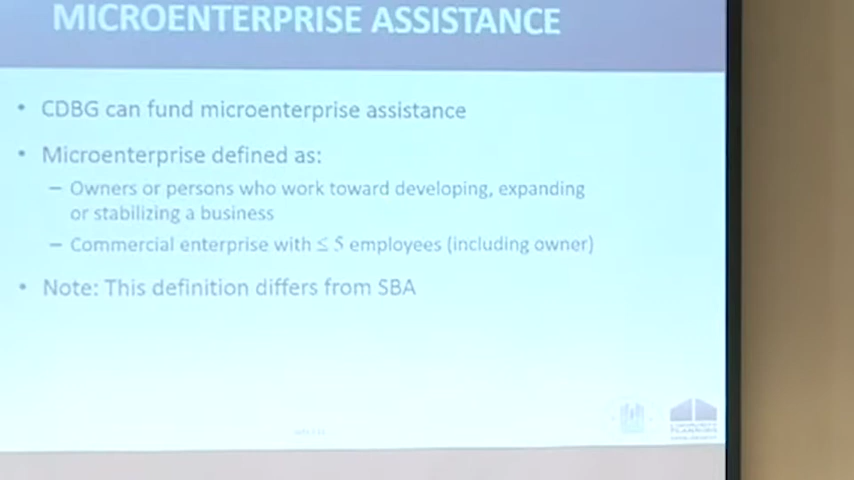 MICROENTERPRISE ASSISTANCE
• CDBG can fund microenterprise assistance
• Microenterprise defined as:
– Owners or persons who work toward developing, expanding
or stabilizing a business
– Commercial enterprise with ≤ 5 employees (including owner)
• Note: This definition differs from SBA